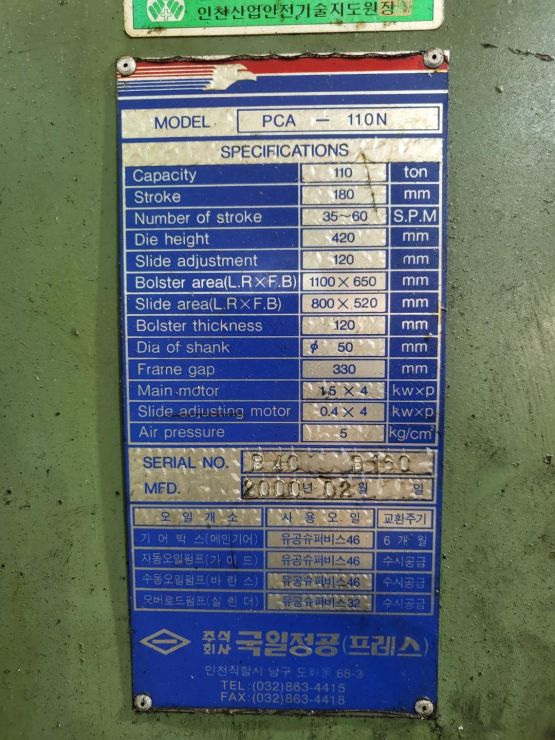 인천산업안전기술지도원장
MODEL PCA - 110N
SPECIFICATIONS
Capacity 110 ton
Stroke 180 mm
Number of stroke 35~60 S.P.M
Die height 420 mm
Slide adjustment 120 mm
Bolster area(L.R×F.B) 1100 × 650 mm
Slide area(L.R×F.B) 800 × 520 mm
Bolster thickness 120 mm
Dia of shank ø 50 mm
Frame gap 330 mm
Main motor 15 × 4 kw×p
Slide adjusting motor 0.4 × 4 kw×p
Air pressure 5 kg/cm²
SERIAL NO.
MFD. 2000년 02월 일
오일개소 사용오일 교환주기
기어박스(메인기어) 유공슈퍼비스46 6개월
자동오일펌프(가이드) 유공슈퍼비스46 수시공급
수동오일펌프(바란스) 유공슈퍼비스46 수시공급
오버로드펌프(실린더) 유공슈퍼비스32 수시공급
주식회사 국일정공(프레스)
인천직할시 남구 도화동 68-3
TEL:(032)863-4415
FAX:(032)863-4418